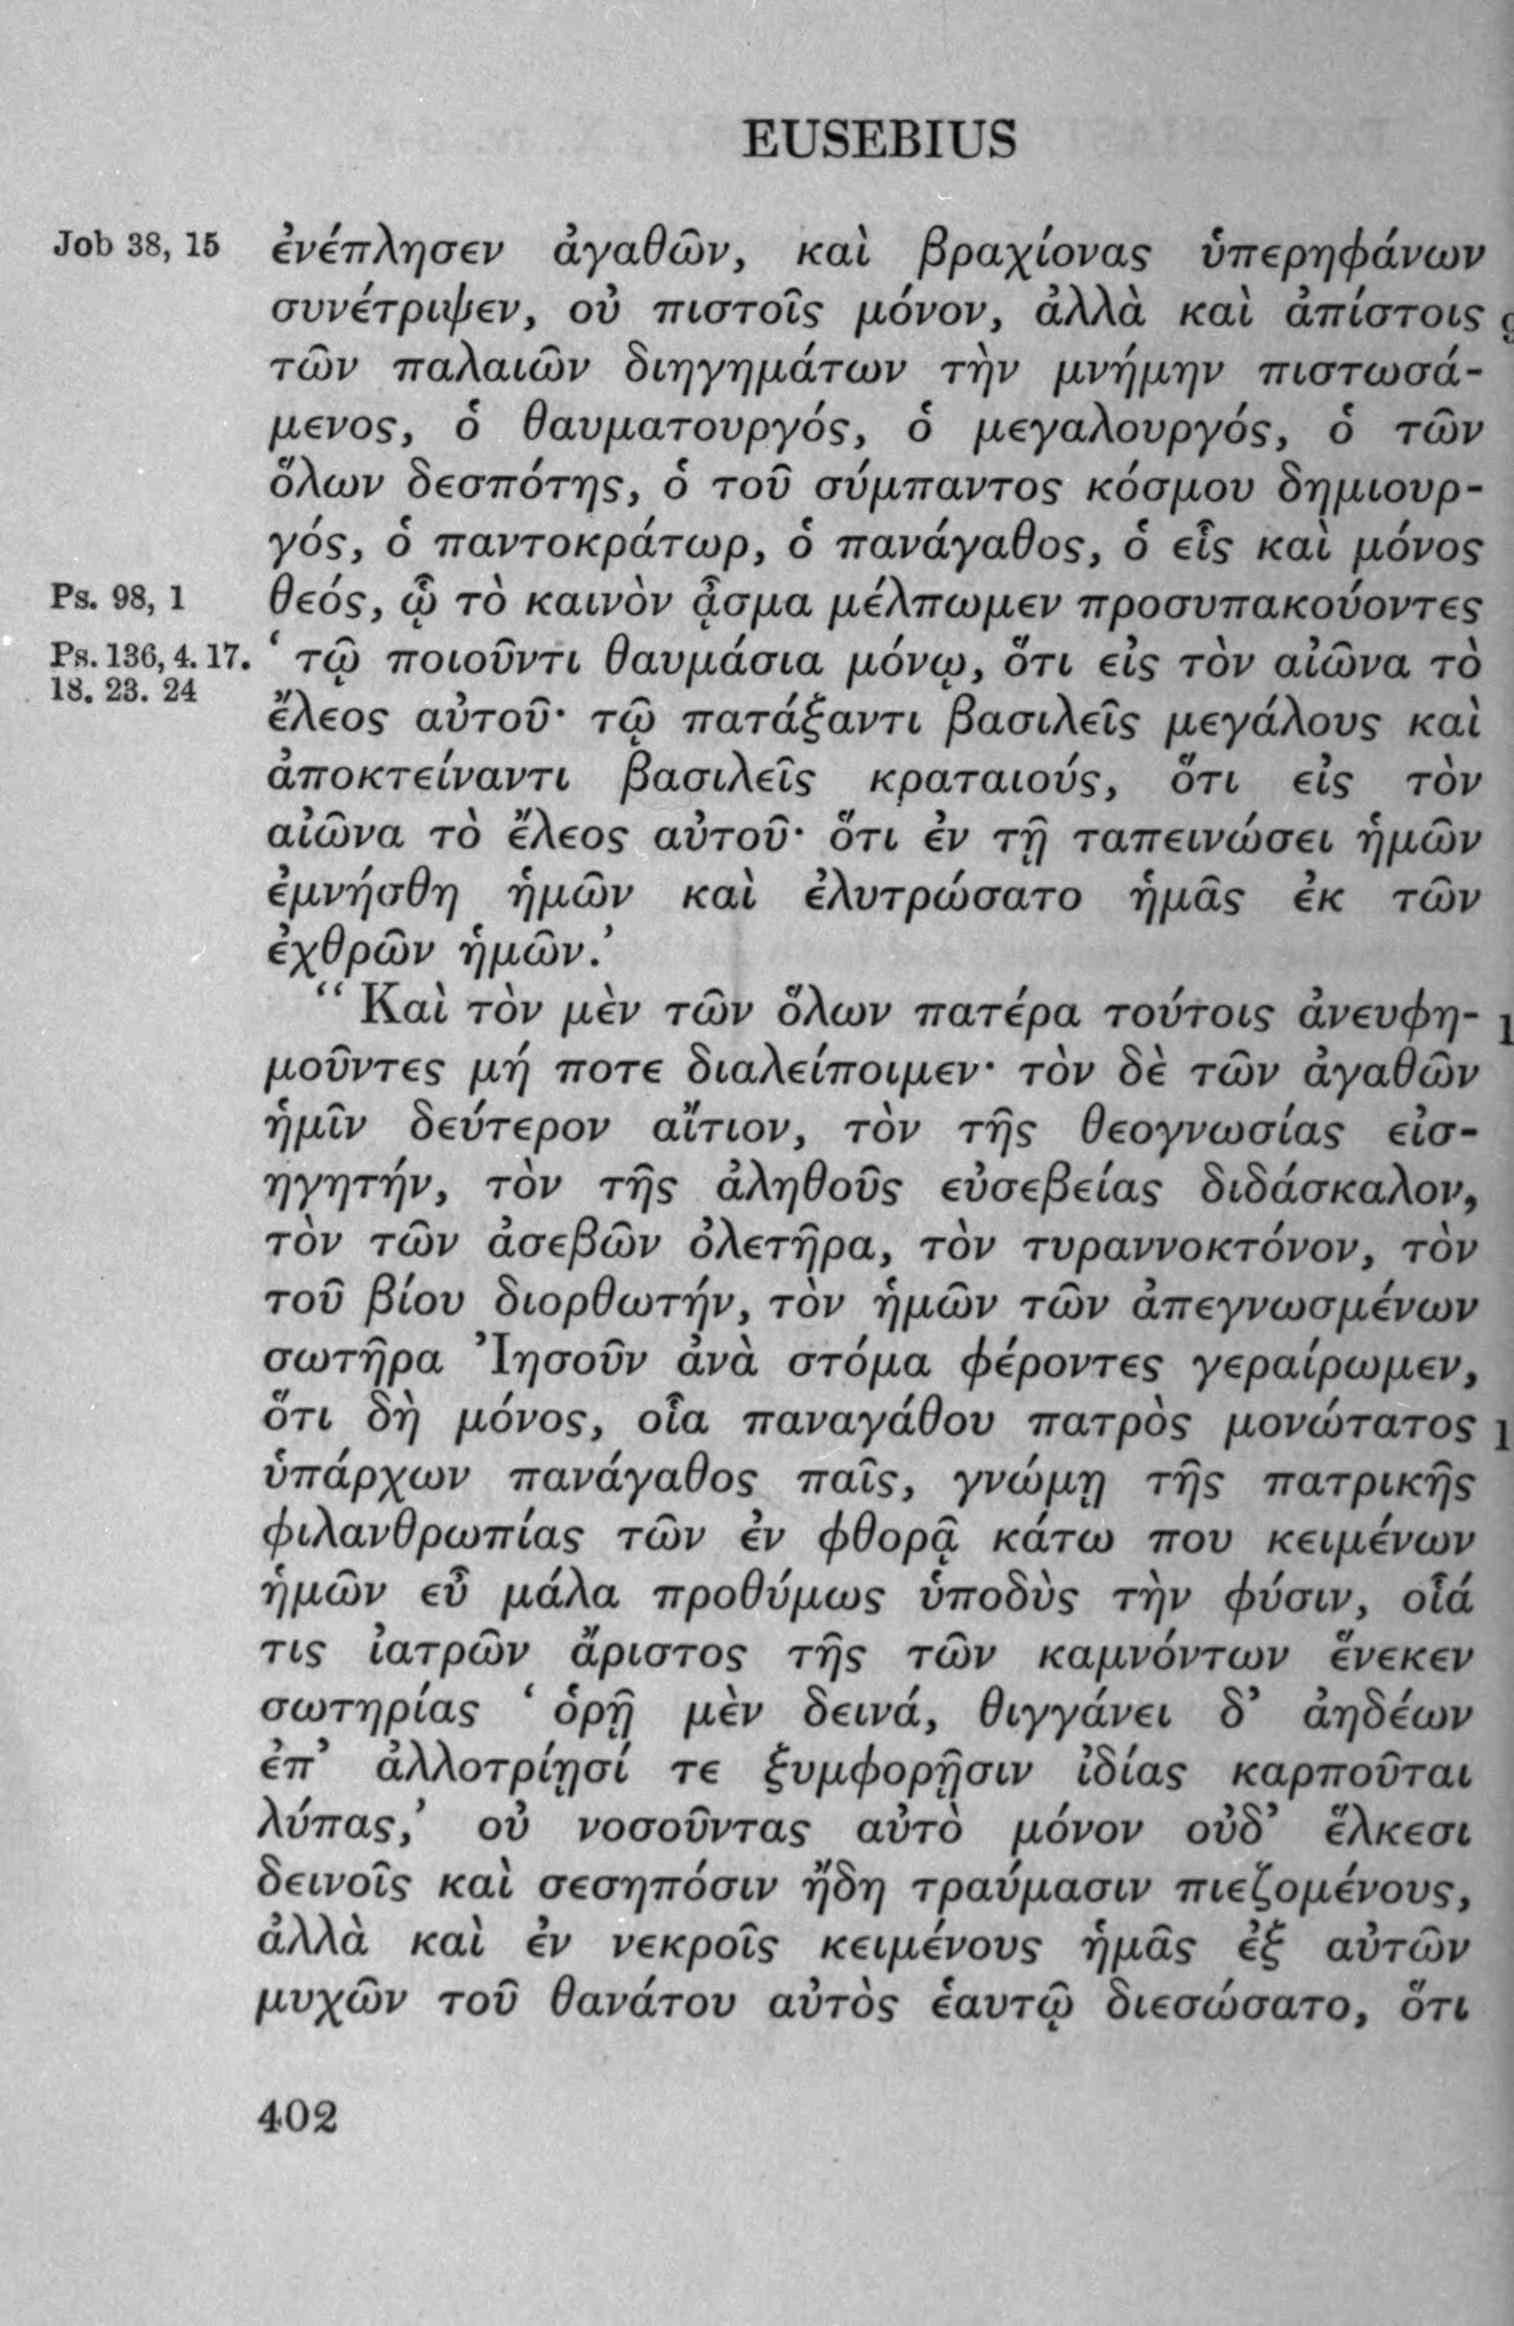 EUSEBIUS
Job 38, 15 ἐνέπλησεν ἀγαθῶν, καὶ βραχίονας ὑπερηφάνων
συνέτριψεν, οὐ πιστοῖς μόνον, ἀλλὰ καὶ ἀπίστοις
τῶν παλαιῶν διηγημάτων τὴν μνήμην πιστωσά-
μενος, ὁ θαυματουργός, ὁ μεγαλουργός, ὁ τῶν
ὅλων δεσπότης, ὁ τοῦ σύμπαντος κόσμου δημιουρ-
γός, ὁ παντοκράτωρ, ὁ πανάγαθος, ὁ εἷς καὶ μόνος
Ps. 98, 1 θεός, ᾧ τὸ καινὸν ᾆσμα μέλπωμεν προσυπακούοντες
Ps. 136, 4. 17. ‘ τῷ ποιοῦντι θαυμάσια μόνῳ, ὅτι εἰς τὸν αἰῶνα τὸ
18. 23. 24 ἔλεος αὐτοῦ· τῷ πατάξαντι βασιλεῖς μεγάλους καὶ
ἀποκτείναντι βασιλεῖς κραταιούς, ὅτι εἰς τὸν
αἰῶνα τὸ ἔλεος αὐτοῦ· ὅτι ἐν τῇ ταπεινώσει ἡμῶν
ἐμνήσθη ἡμῶν καὶ ἐλυτρώσατο ἡμᾶς ἐκ τῶν
ἐχθρῶν ἡμῶν.’
“ Καὶ τὸν μὲν τῶν ὅλων πατέρα τούτοις ἀνευφη-
μοῦντες μή ποτε διαλείποιμεν· τὸν δὲ τῶν ἀγαθῶν
ἡμῖν δεύτερον αἴτιον, τὸν τῆς θεογνωσίας εἰσ-
ηγητήν, τὸν τῆς ἀληθοῦς εὐσεβείας διδάσκαλον,
τὸν τῶν ἀσεβῶν ὀλετῆρα, τὸν τυραννοκτόνον, τὸν
τοῦ βίου διορθωτήν, τὸν ἡμῶν τῶν ἀπεγνωσμένων
σωτῆρα Ἰησοῦν ἀνὰ στόμα φέροντες γεραίρωμεν,
ὅτι δὴ μόνος, οἷα παναγάθου πατρὸς μονώτατος
ὑπάρχων πανάγαθος παῖς, γνώμῃ τῆς πατρικῆς
φιλανθρωπίας τῶν ἐν φθορᾷ κάτω που κειμένων
ἡμῶν εὖ μάλα προθύμως ὑποδὺς τὴν φύσιν, οἷά
τις ἰατρῶν ἄριστος τῆς τῶν καμνόντων ἕνεκεν
σωτηρίας ‘ ὁρῇ μὲν δεινά, θιγγάνει δ’ ἀηδέων
ἐπ’ ἀλλοτρίῃσί τε ξυμφορῇσιν ἰδίας καρποῦται
λύπας,’ οὐ νοσοῦντας αὐτὸ μόνον οὐδ’ ἕλκεσι
δεινοῖς καὶ σεσηπόσιν ἤδη τραύμασιν πιεζομένους,
ἀλλὰ καὶ ἐν νεκροῖς κειμένους ἡμᾶς ἐξ αὐτῶν
μυχῶν τοῦ θανάτου αὐτὸς ἑαυτῷ διεσώσατο, ὅτι
402